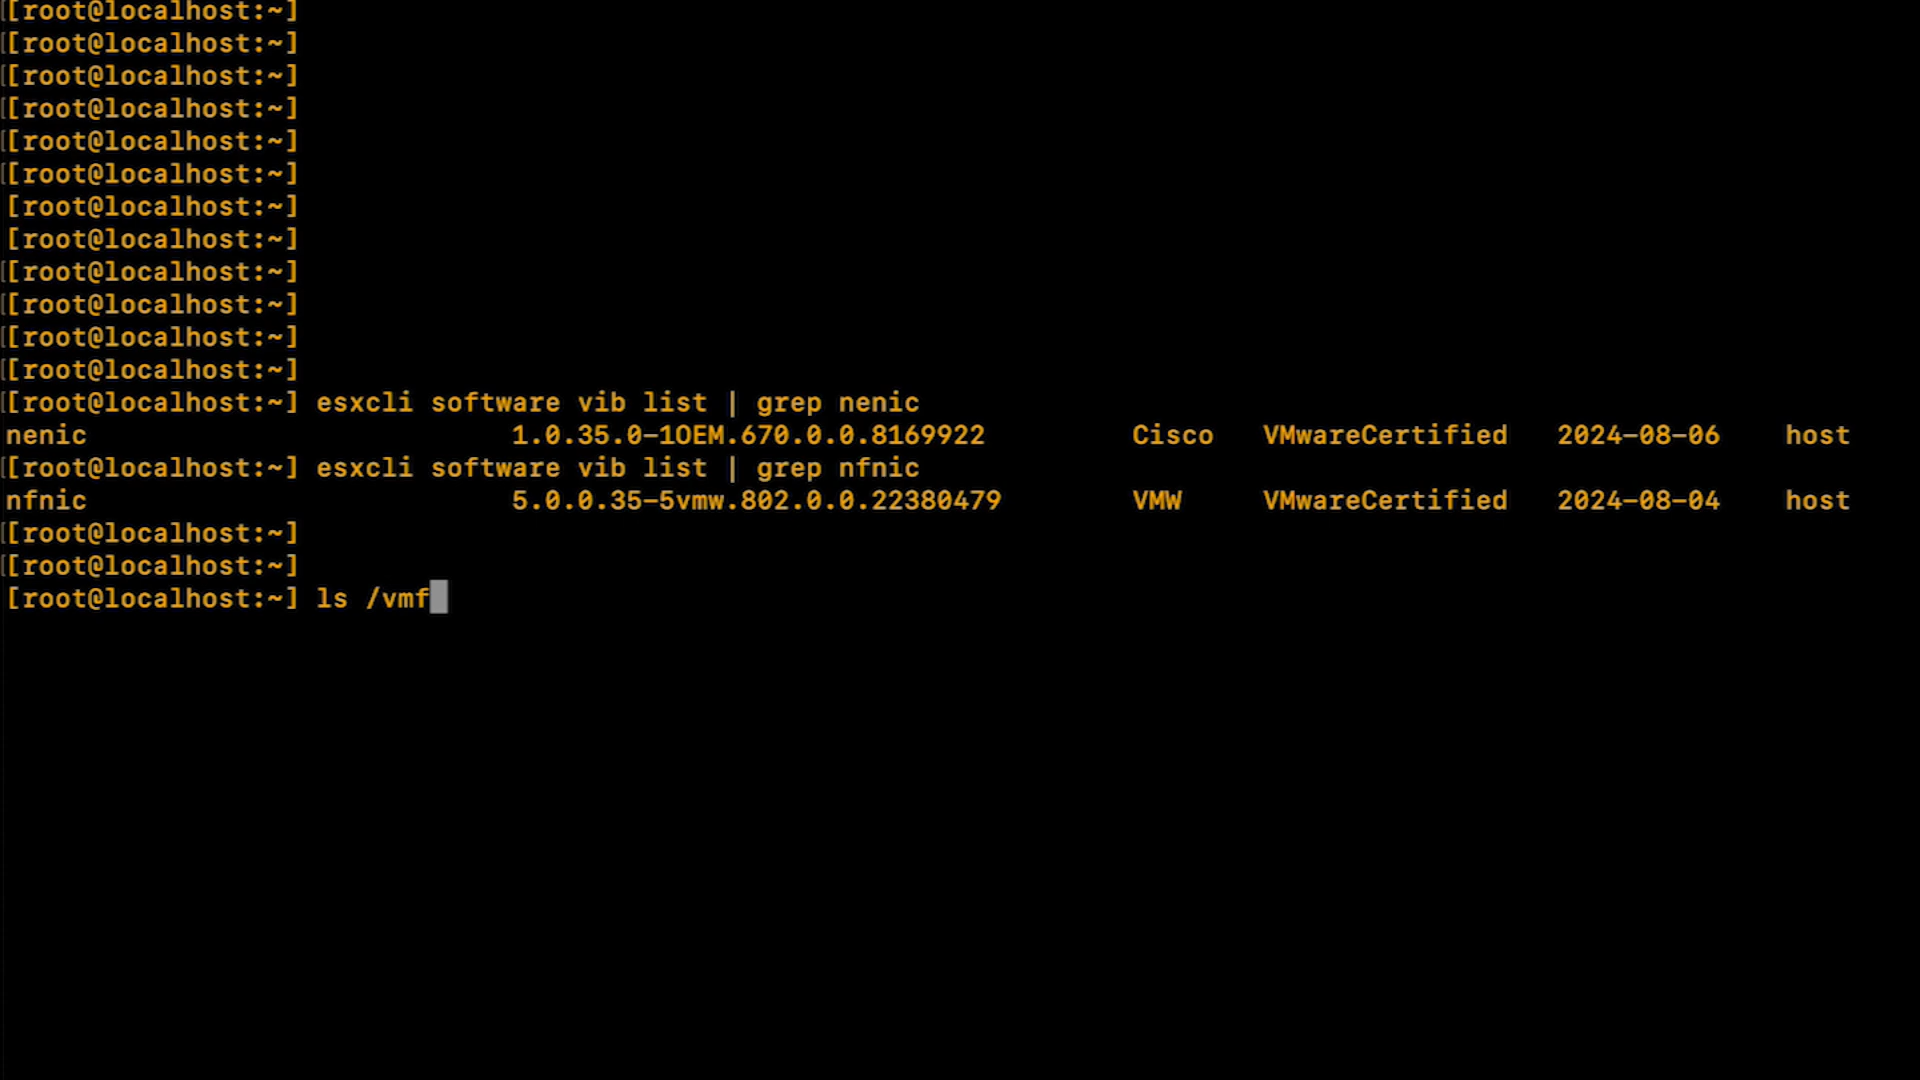 [root@localhost:~]
[root@localhost:~]
[root@localhost:~]
[root@localhost:~]
[root@localhost:~]
[root@localhost:~]
[root@localhost:~]
[root@localhost:~]
[root@localhost:~]
[root@localhost:~]
[root@localhost:~]
[root@localhost:~]
[root@localhost:~] esxcli software vib list | grep nenic
nenic 1.0.35.0-1OEM.670.0.0.8169922 Cisco VMwareCertified 2024-08-06 host
[root@localhost:~] esxcli software vib list | grep nfnic
nfnic 5.0.0.35-5vmw.802.0.0.22380479 VMW VMwareCertified 2024-08-04 host
[root@localhost:~]
[root@localhost:~]
[root@localhost:~] ls /vmf